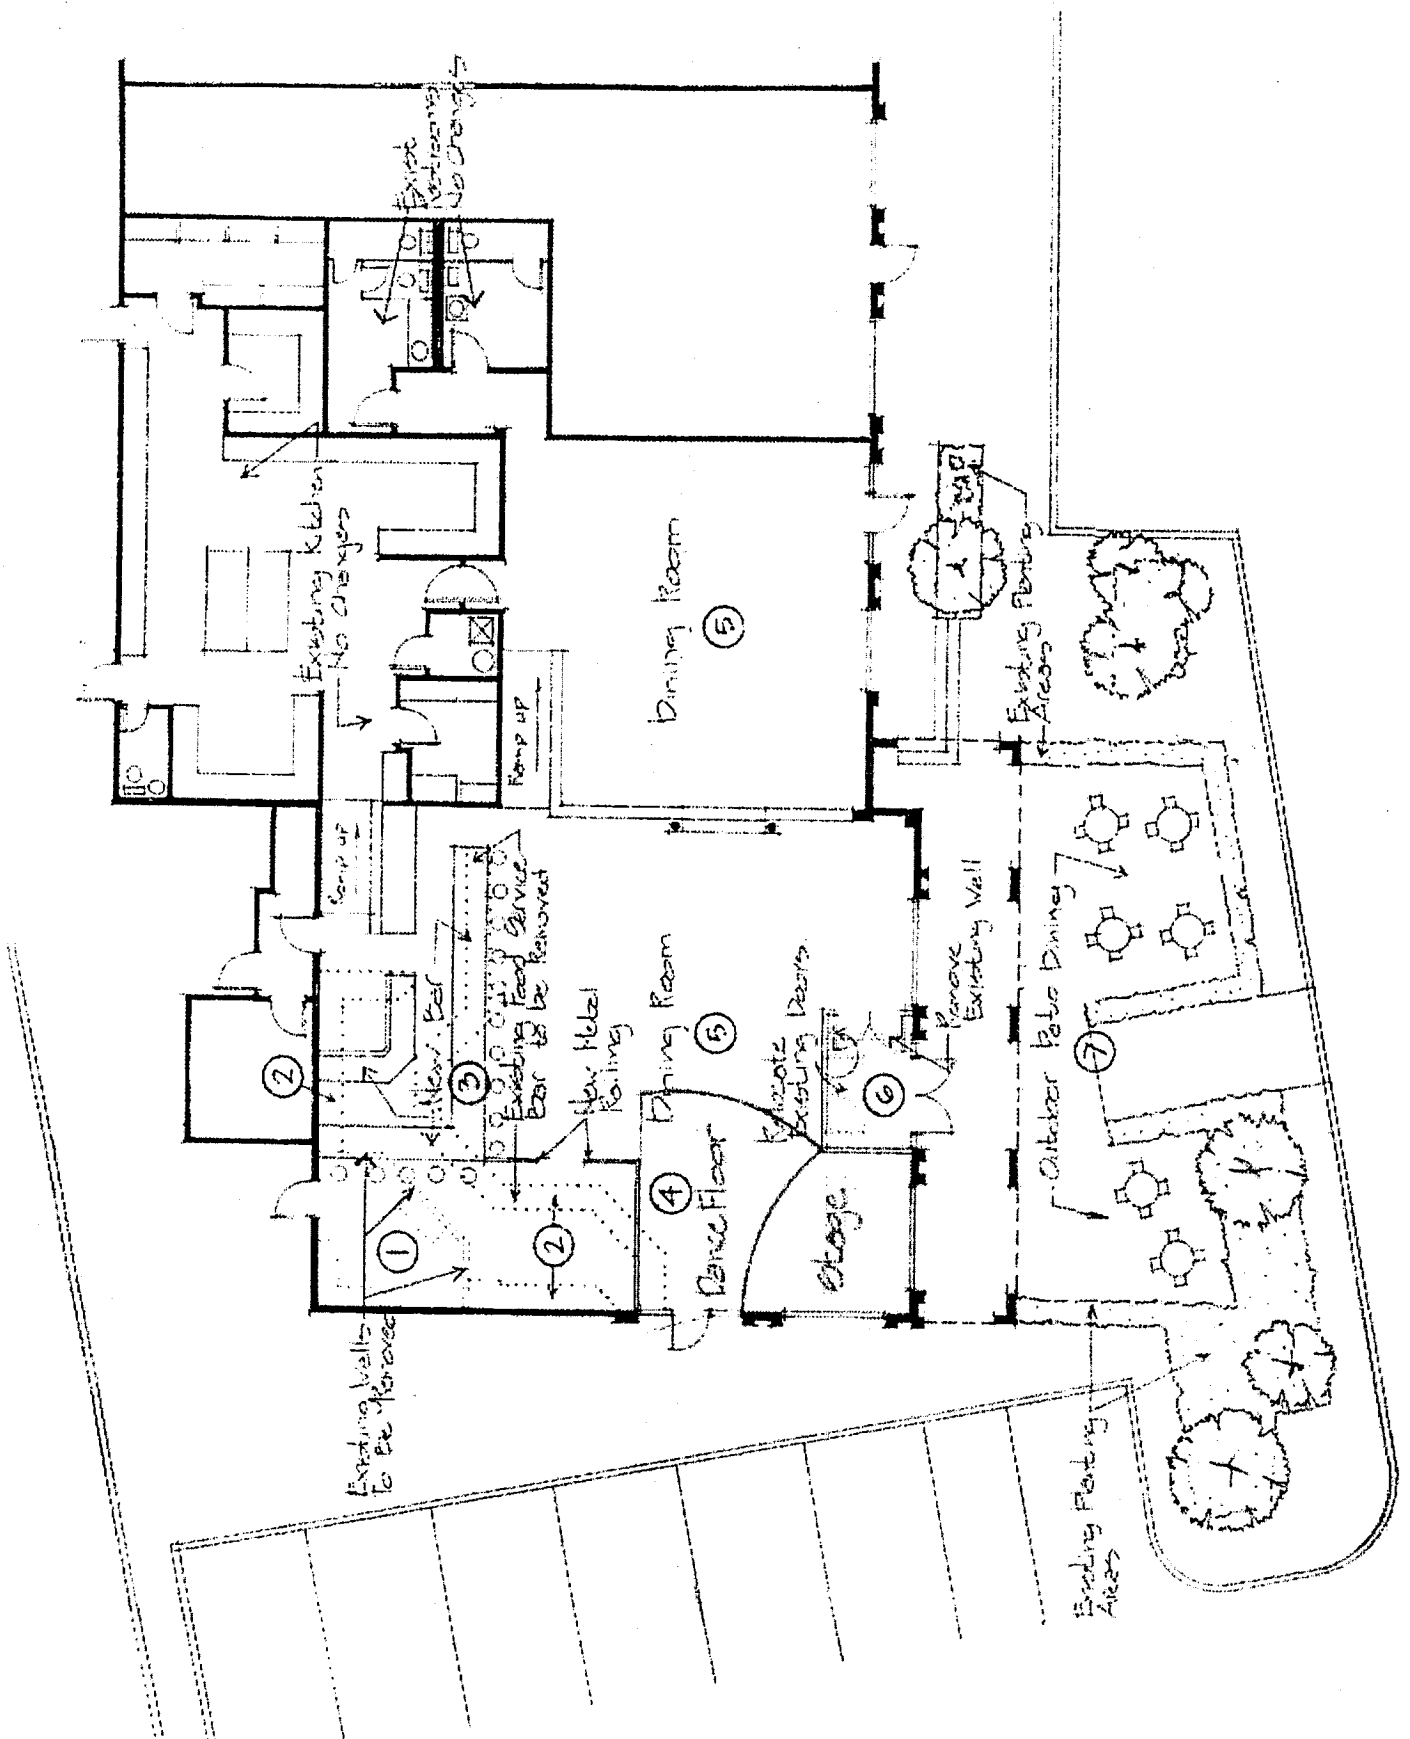 Exist
Restrooms
No Changes
Existing Kitchen
No Changes
Ramp up
Dining Room
5
Existing Planting
Areas
Ramp up
New Bar
2
3
Existing Food Service
Bar to be Removed
New Metal
Railing
Dining Room
5
Relocate
Existing Doors
6
Remove
Existing Wall
Outdoor Patio Dining
7
1
2
4
Dance Floor
Stage
Existing Walls
To Be Removed
Existing Planting
Areas